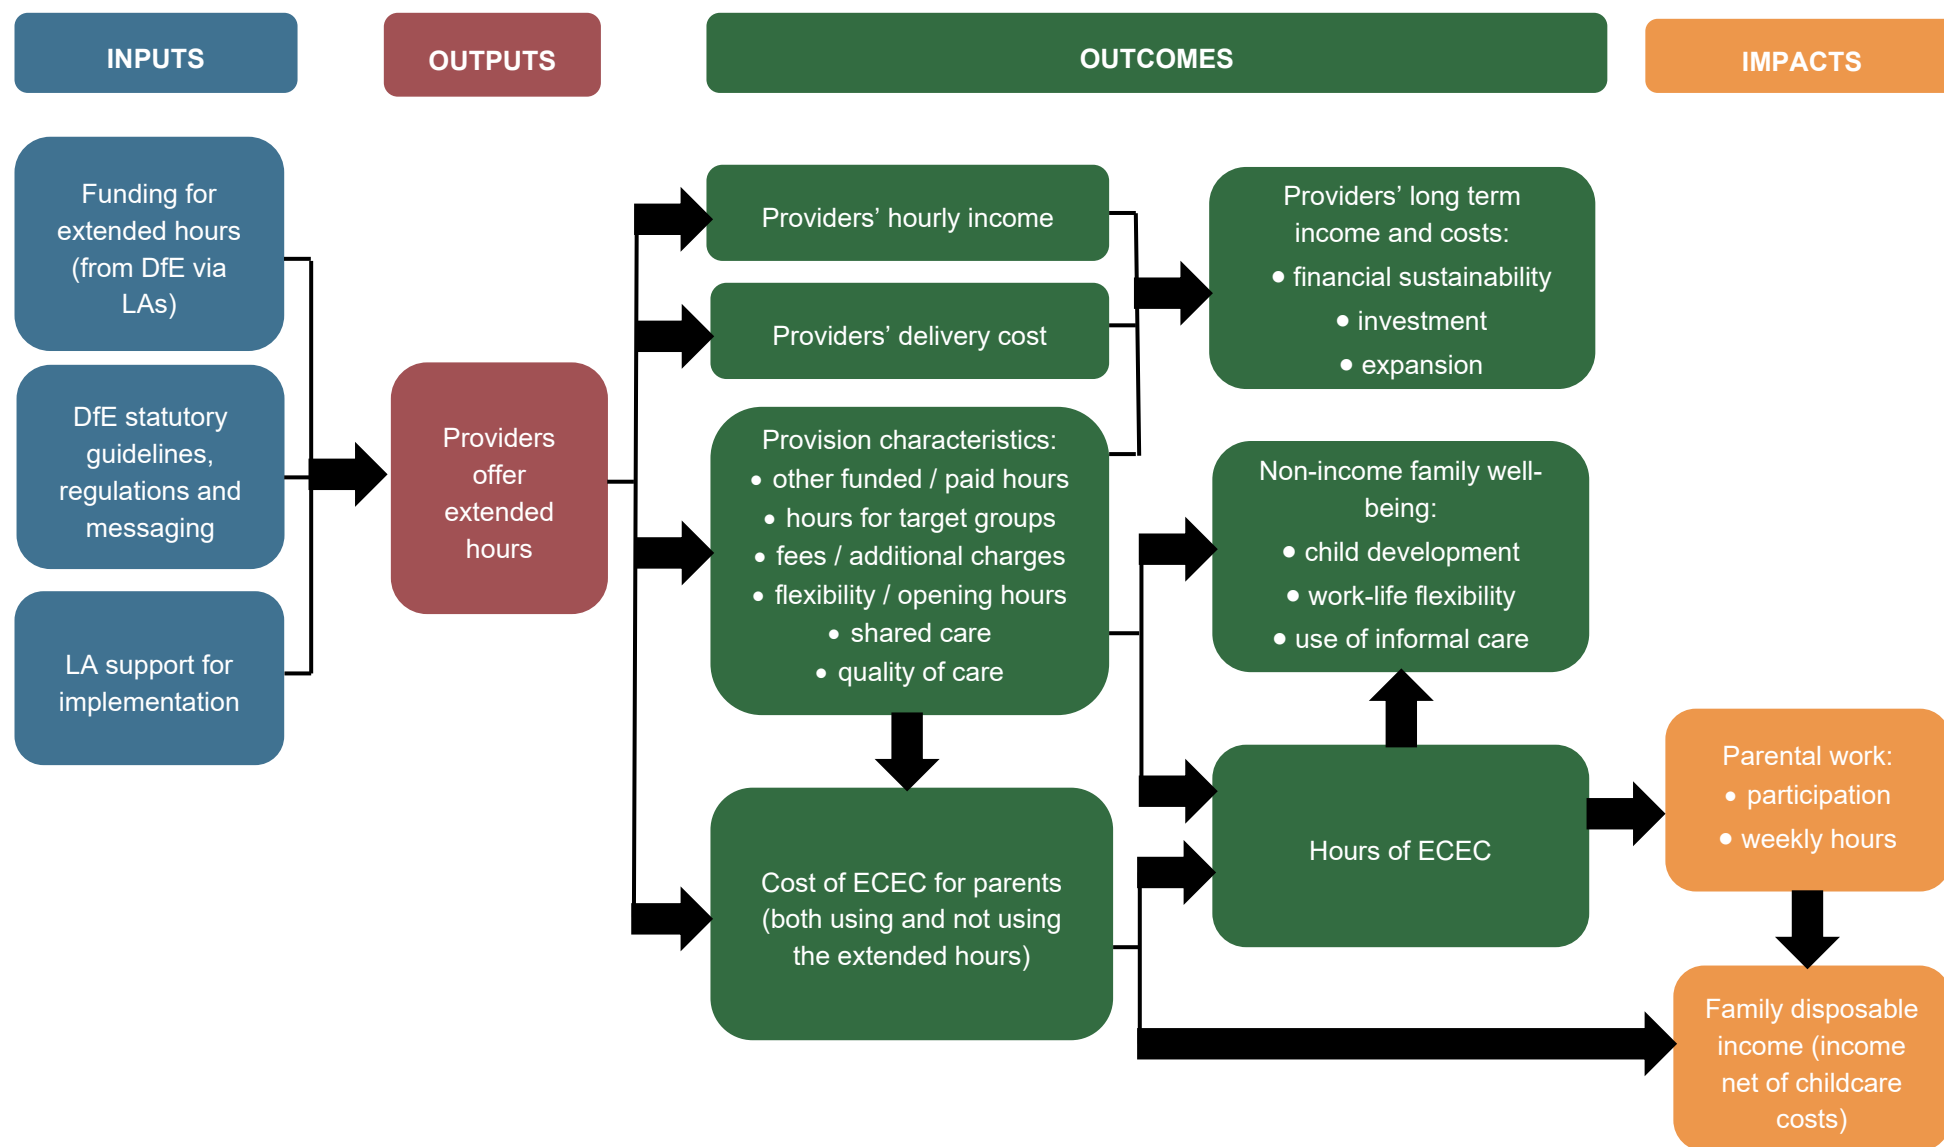 INPUTS
OUTPUTS
OUTCOMES
IMPACTS
Funding for
extended hours
(from DfE via
LAs)
DfE statutory
guidelines,
regulations and
messaging
LA support for
implementation
Providers
offer
extended
hours
Providers’ hourly income
Providers’ delivery cost
Provision characteristics:
• other funded / paid hours
• hours for target groups
• fees / additional charges
• flexibility / opening hours
• shared care
• quality of care
Cost of ECEC for parents
(both using and not using
the extended hours)
Providers’ long term
income and costs:
• financial sustainability
• investment
• expansion
Non-income family well-
being:
• child development
• work-life flexibility
• use of informal care
Hours of ECEC
Parental work:
• participation
• weekly hours
Family disposable
income (income
net of childcare
costs)